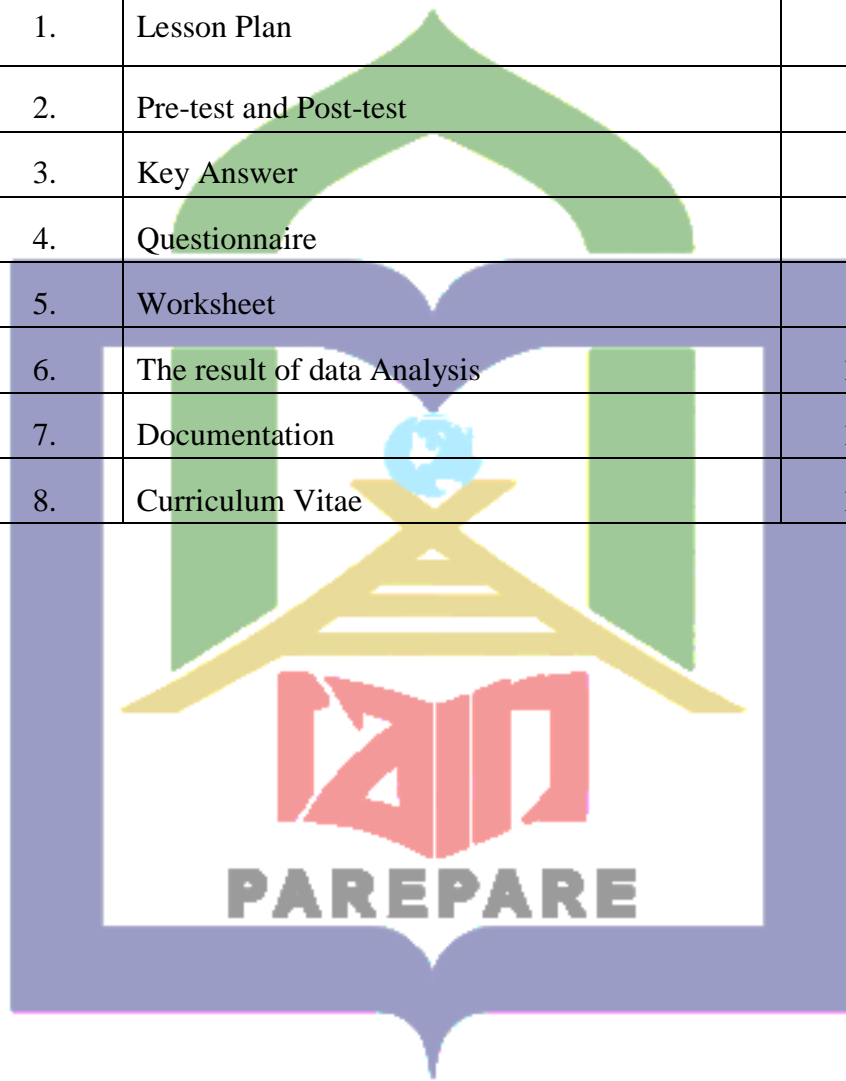 1. Lesson Plan
2. Pre-test and Post-test
3. Key Answer
4. Questionnaire
5. Worksheet
6. The result of data Analysis
7. Documentation
8. Curriculum Vitae
iain
PAREPARE